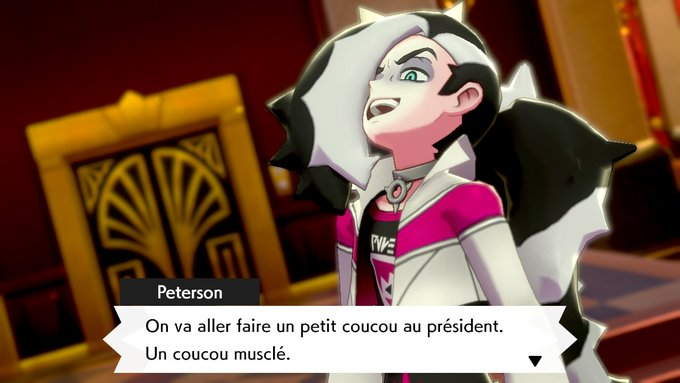 Peterson
On va aller faire un petit coucou au président.
Un coucou musclé.